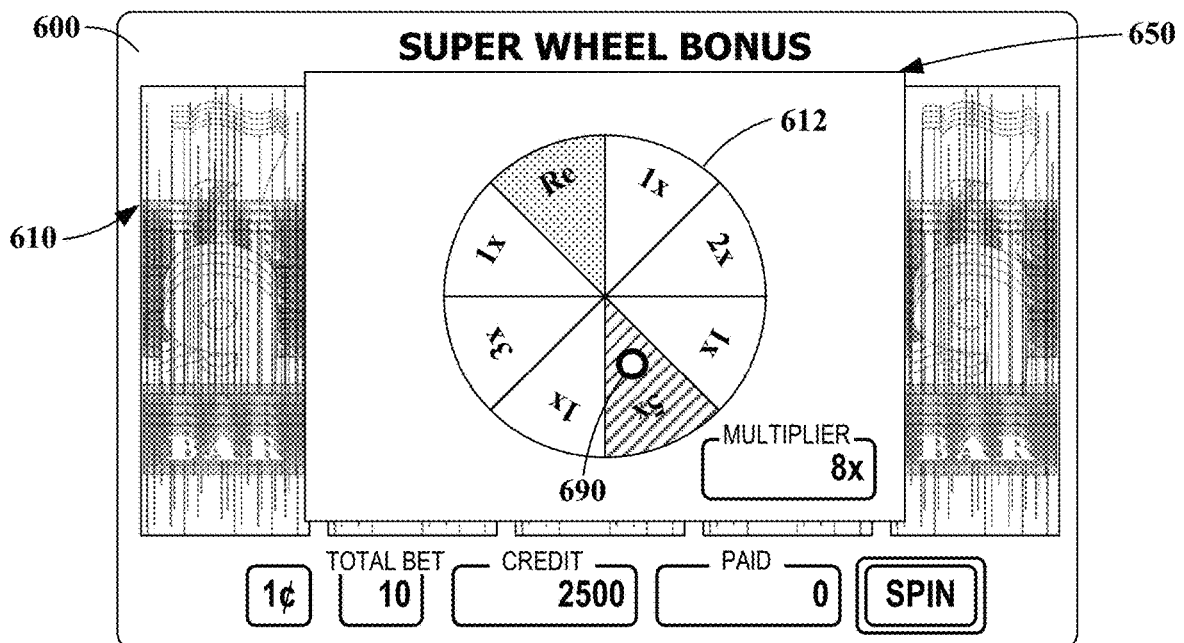 600
SUPER WHEEL BONUS
650
612
Re
1x
1x
2x
610
3x
1x
1x
5x
MULTIPLIER
8x
690
BAR
BAR
TOTAL BET
CREDIT
PAID
1¢
10
2500
0
SPIN